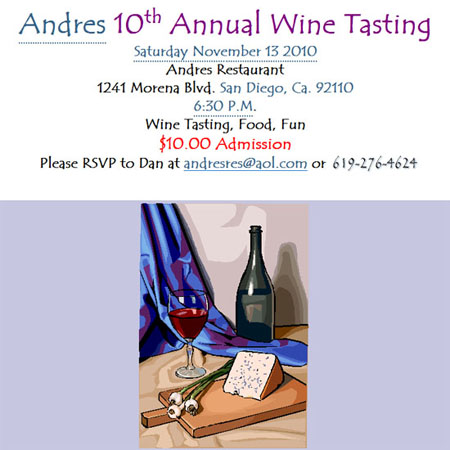 Andres 10th Annual Wine Tasting
Saturday November 13 2010
Andres Restaurant
1241 Morena Blvd. San Diego, Ca. 92110
6:30 P.M.
Wine Tasting, Food, Fun
$10.00 Admission
Please RSVP to Dan at andresres@aol.com or 619-276-4624